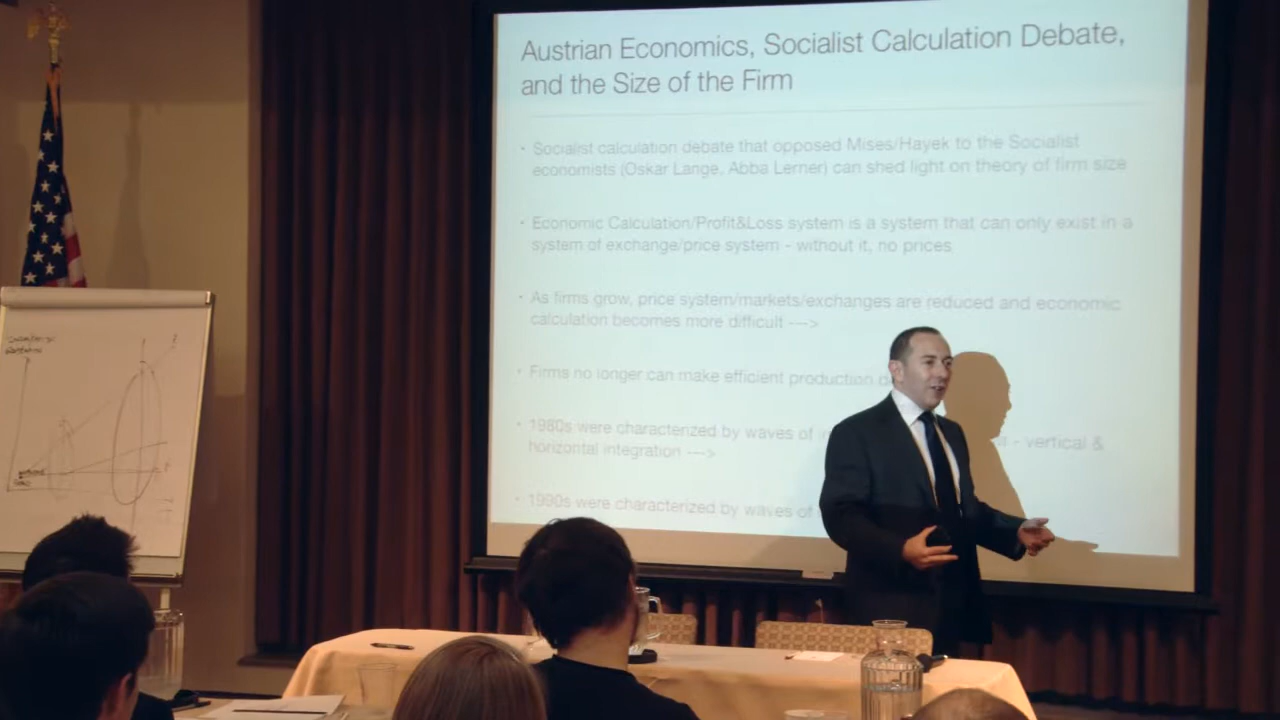 Austrian Economics, Socialist Calculation Debate,
and the Size of the Firm
• Socialist calculation debate that opposed Mises/Hayek to the Socialist
economists (Oskar Lange, Abba Lerner) can shed light on theory of firm size
• Economic Calculation/Profit&Loss system is a system that can only exist in a
system of exchange/price system - without it, no prices
• As firms grow, price system/markets/exchanges are reduced and economic
calculation becomes more difficult --->
• Firms no longer can make efficient production
• 1980s were characterized by waves of - vertical &
horizontal integration --->
• 1990s were characterized by waves of